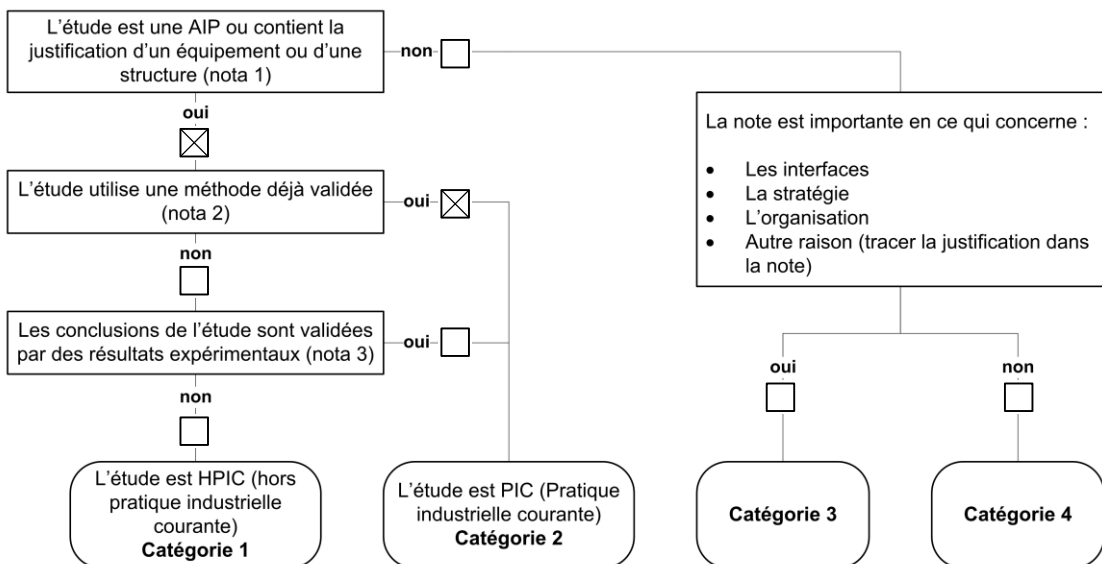 L’étude est une AIP ou contient la
justification d’un équipement ou d’une
structure (nota 1)
non
oui
La note est importante en ce qui concerne :
• Les interfaces
• La stratégie
• L’organisation
• Autre raison (tracer la justification dans
la note)
L’étude utilise une méthode déjà validée
(nota 2)
oui
non
Les conclusions de l’étude sont validées
par des résultats expérimentaux (nota 3)
oui
non
oui
non
L’étude est HPIC (hors
pratique industrielle
courante)
Catégorie 1
L’étude est PIC (Pratique
industrielle courante)
Catégorie 2
Catégorie 3
Catégorie 4